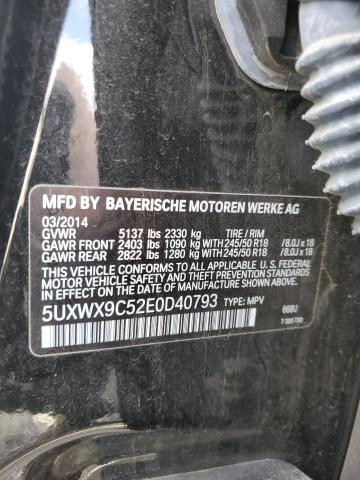 MFD BY BAYERISCHE MOTOREN WERKE AG
03/2014
GVWR 5137 lbs 2330 kg TIRE / RIM
GAWR FRONT 2403 lbs 1090 kg WITH 245/50 R18 / 8.0J x 18
GAWR REAR 2822 lbs 1280 kg WITH 245/50 R18 / 8.0J x 18
THIS VEHICLE CONFORMS TO ALL APPLICABLE U.S. FEDERAL
MOTOR VEHICLE SAFETY STANDARDS IN EFFECT ON THE
DATE OF MANUFACTURE SHOWN ABOVE.
5UXWX9C52E0D40793 TYPE: MPV